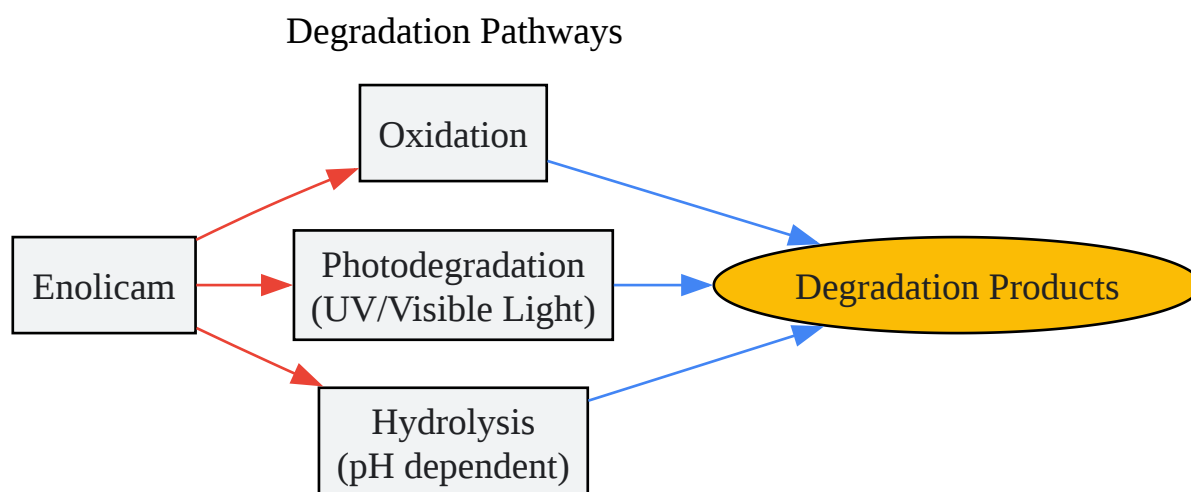 Degradation Pathways
Oxidation
Enolicam
Photodegradation
(UV/Visible Light)
Degradation Products
Hydrolysis
(pH dependent)